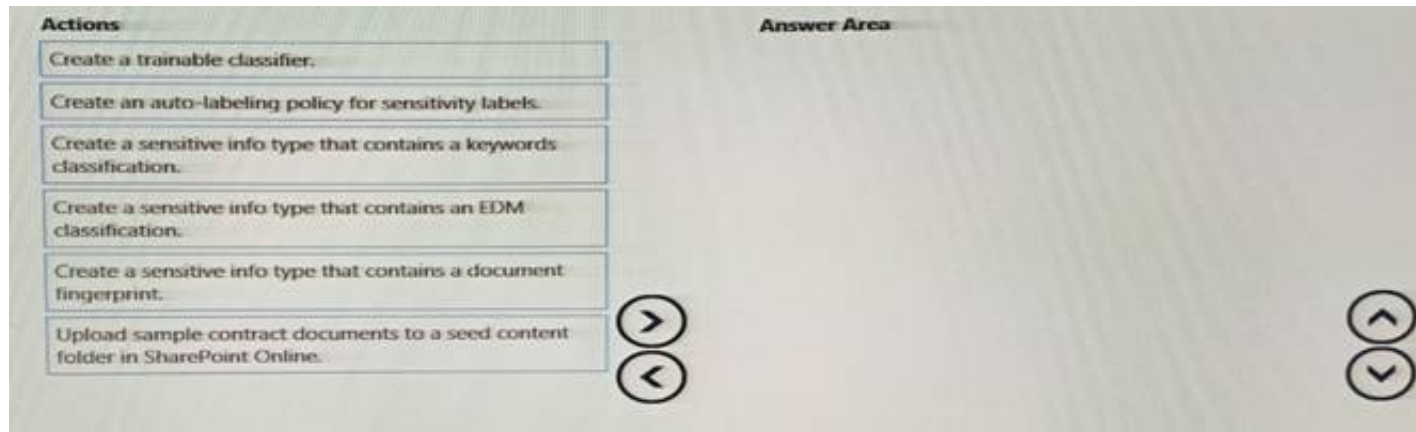 Actions
Answer Area
Create a trainable classifier.
Create an auto-labeling policy for sensitivity labels.
Create a sensitive info type that contains a keywords
classification.
Create a sensitive info type that contains an EDM
classification.
Create a sensitive info type that contains a document
fingerprint.
Upload sample contract documents to a seed content
folder in SharePoint Online.